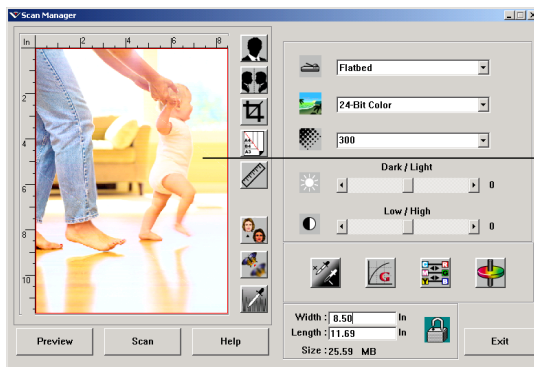 Scan Manager
In 2 4 6 8
2
4
6
8
10
A4
A3
Flatbed
24-Bit Color
300
Dark / Light
0
Low / High
0
G
Width : 8.50 In
Length : 11.69 In
Size : 25.59 MB
Preview Scan Help Exit